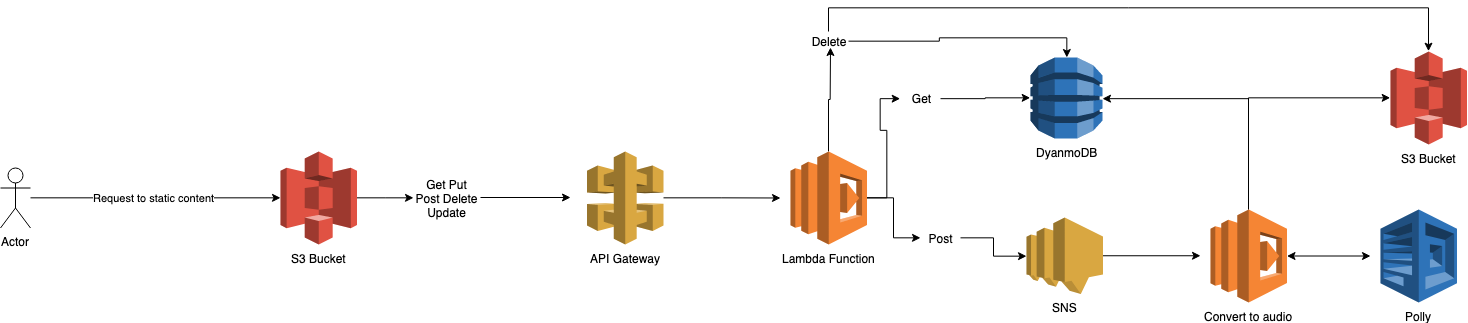 Delete
Get
DyanmoDB
S3 Bucket
Get Put
Post Delete
Update
Request to static content
Actor
S3 Bucket
API Gateway
Lambda Function
Post
SNS
Convert to audio
Polly